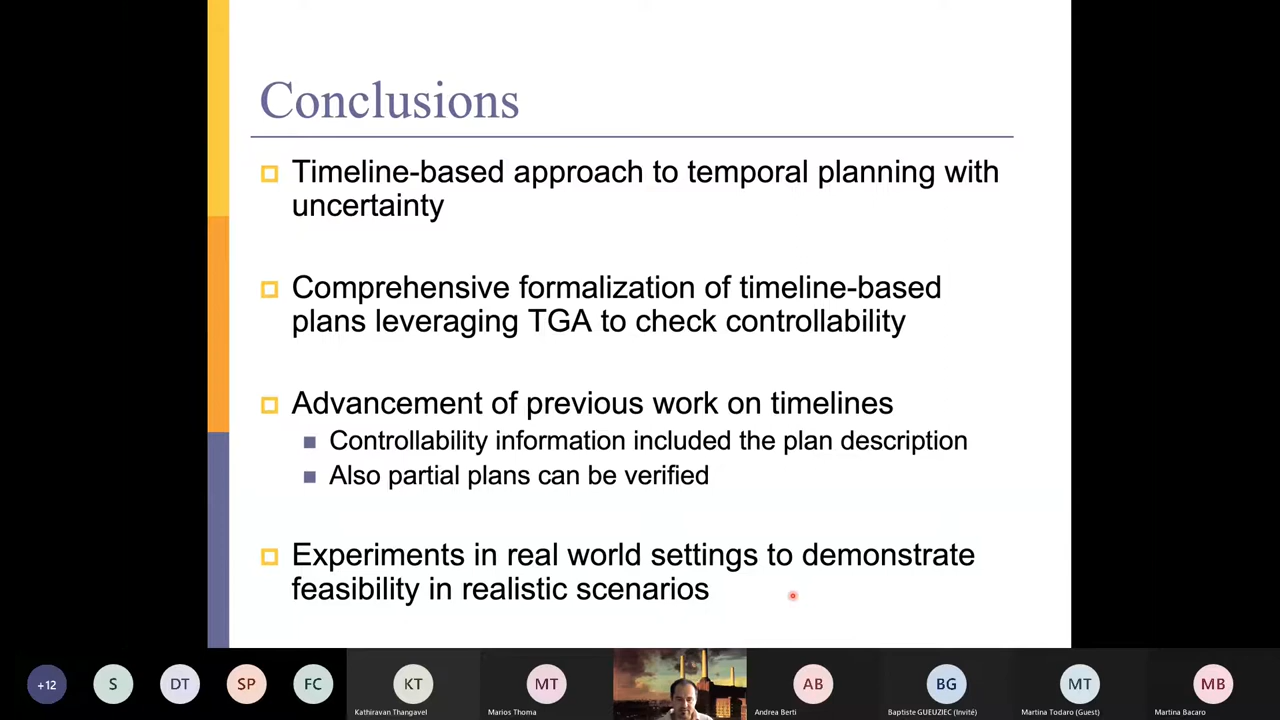 Conclusions
Timeline-based approach to temporal planning with
uncertainty
Comprehensive formalization of timeline-based
plans leveraging TGA to check controllability
Advancement of previous work on timelines
Controllability information included the plan description
Also partial plans can be verified
Experiments in real world settings to demonstrate
feasibility in realistic scenarios
+12
S
DT
SP
FC
KT
MT
AB
BG
MT
MB
Kathiravan Thangavel
Marios Thoma
Andrea Berti
Baptiste GUEUZIEC (Invité)
Martina Todaro (Guest)
Martina Bacaro